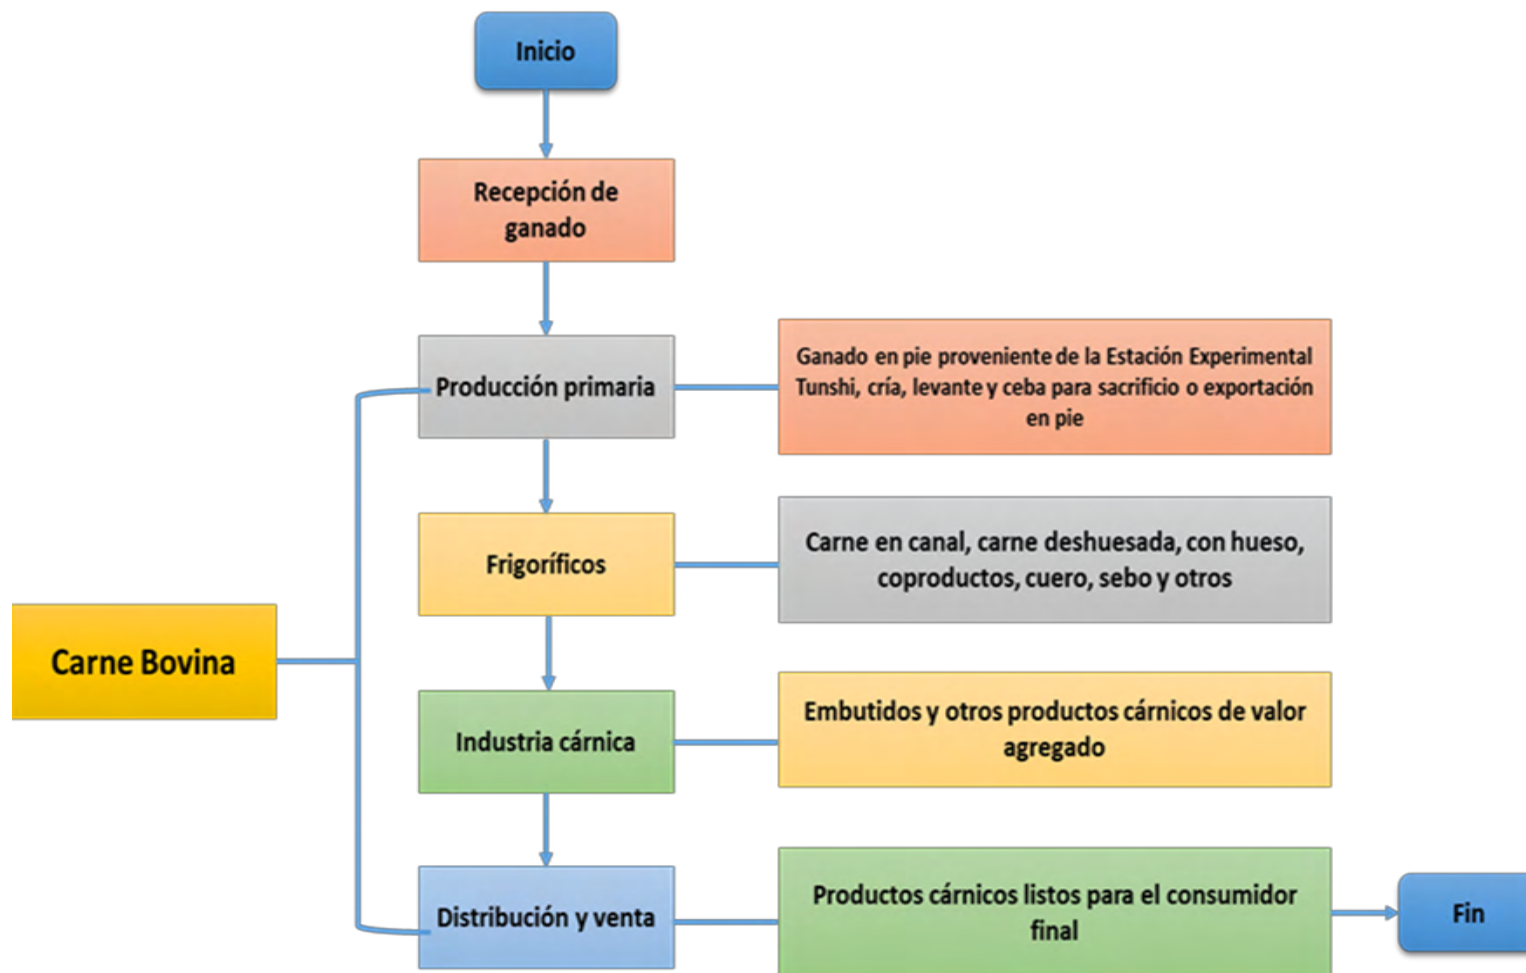 Inicio
Recepción de
ganado
Producción primaria
Ganado en pie proveniente de la Estación Experimental
Tunshi, cría, levante y ceba para sacrificio o exportación
en pie
Frigoríficos
Carne en canal, carne deshuesada, con hueso,
coproductos, cuero, sebo y otros
Carne Bovina
Industria cárnica
Embutidos y otros productos cárnicos de valor
agregado
Distribución y venta
Productos cárnicos listos para el consumidor
final
Fin